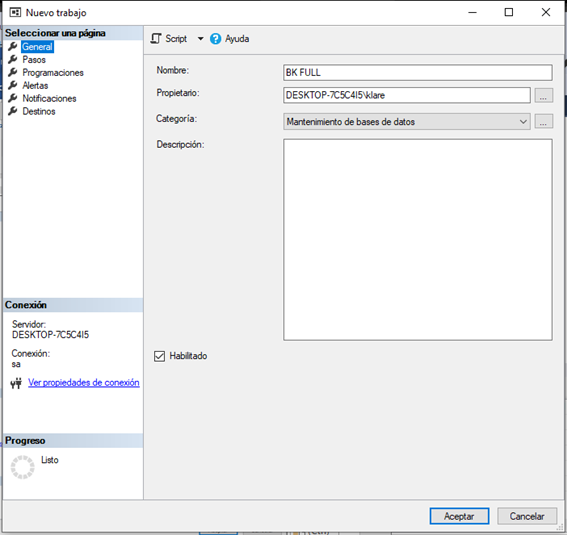 Nuevo trabajo
Seleccionar una página
General
Pasos
Programaciones
Alertas
Notificaciones
Destinos
Script
Ayuda
Nombre:
BK FULL
Propietario:
DESKTOP-7C5C4I5\klare
...
Categoría:
Mantenimiento de bases de datos
...
Descripción:
Habilitado
Conexión
Servidor:
DESKTOP-7C5C4I5
Conexión:
sa
Ver propiedades de conexión
Progreso
Listo
Aceptar
Cancelar